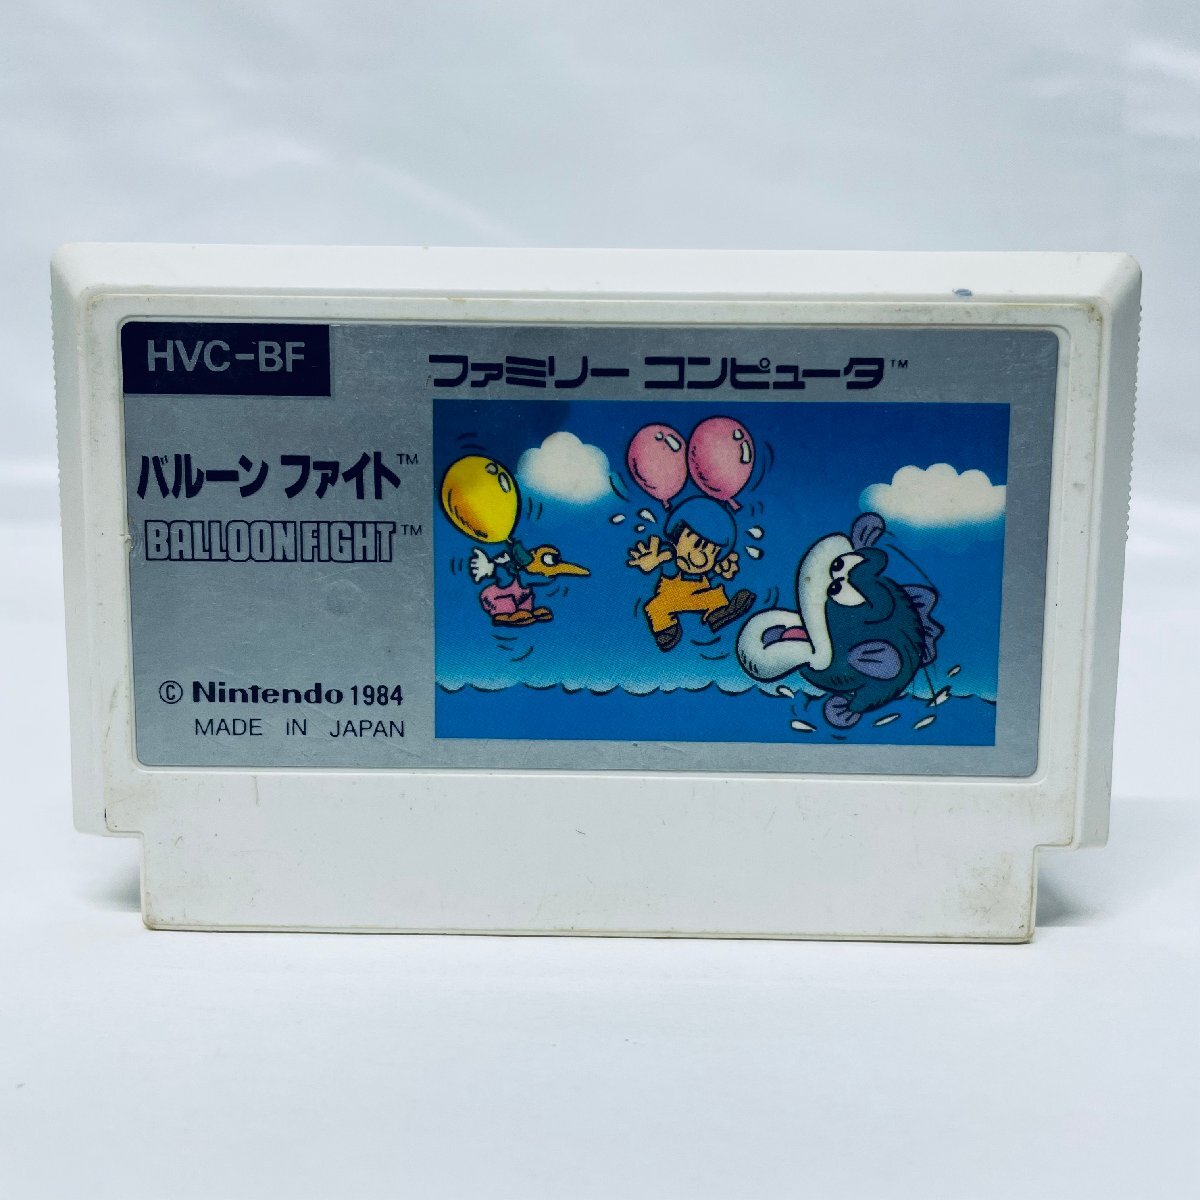 HVC-BF
ファミリー コンピュータ™
バルーン ファイト™
BALLOON FIGHT™
© Nintendo 1984
MADE IN JAPAN